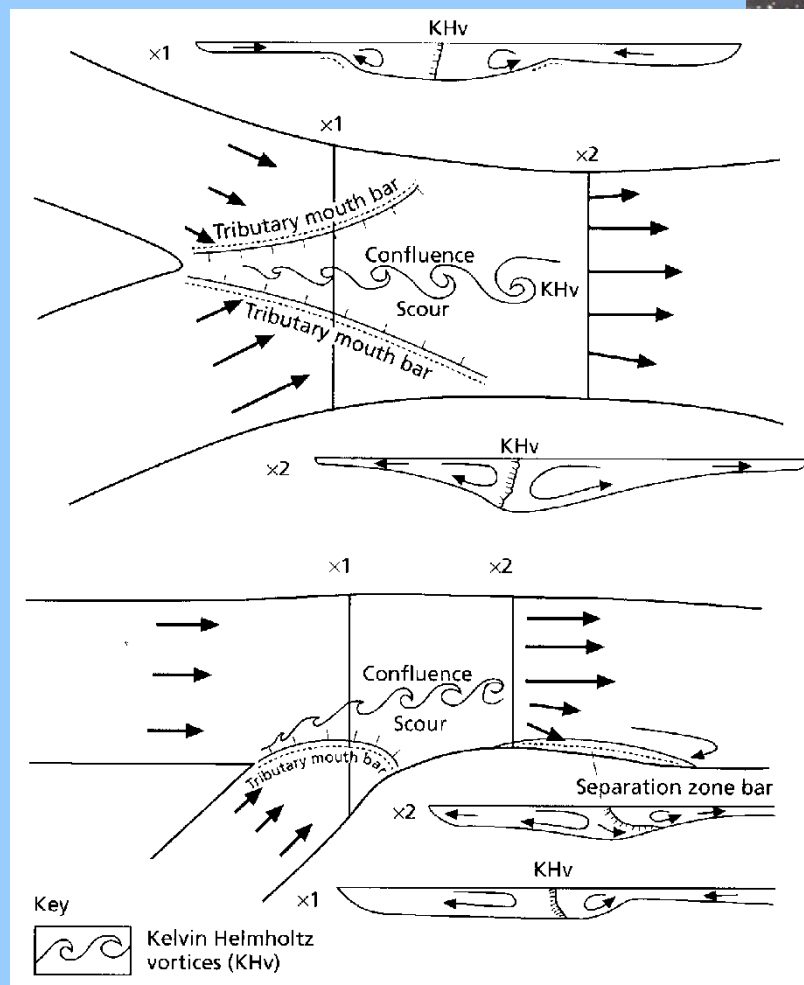 KHv
×1
×1
×2
Tributary mouth bar
Confluence
KHv
Scour
Tributary mouth bar
KHv
×2
×1
×2
Confluence
Scour
Tributary mouth bar
Separation zone bar
×2
KHv
×1
Key
Kelvin Helmholtz
vortices (KHv)